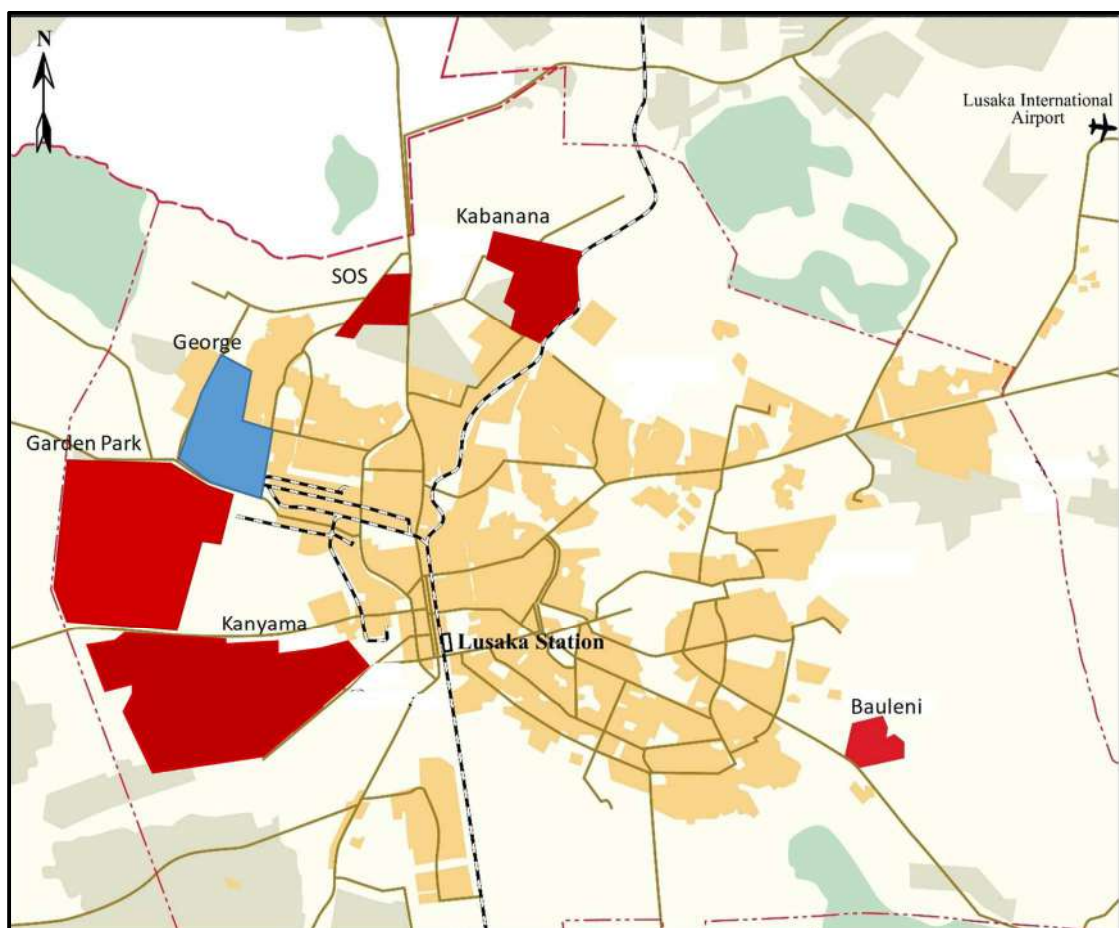 N
Lusaka International
Airport
Kabanana
SOS
George
Garden Park
Kanyama
Lusaka Station
Bauleni